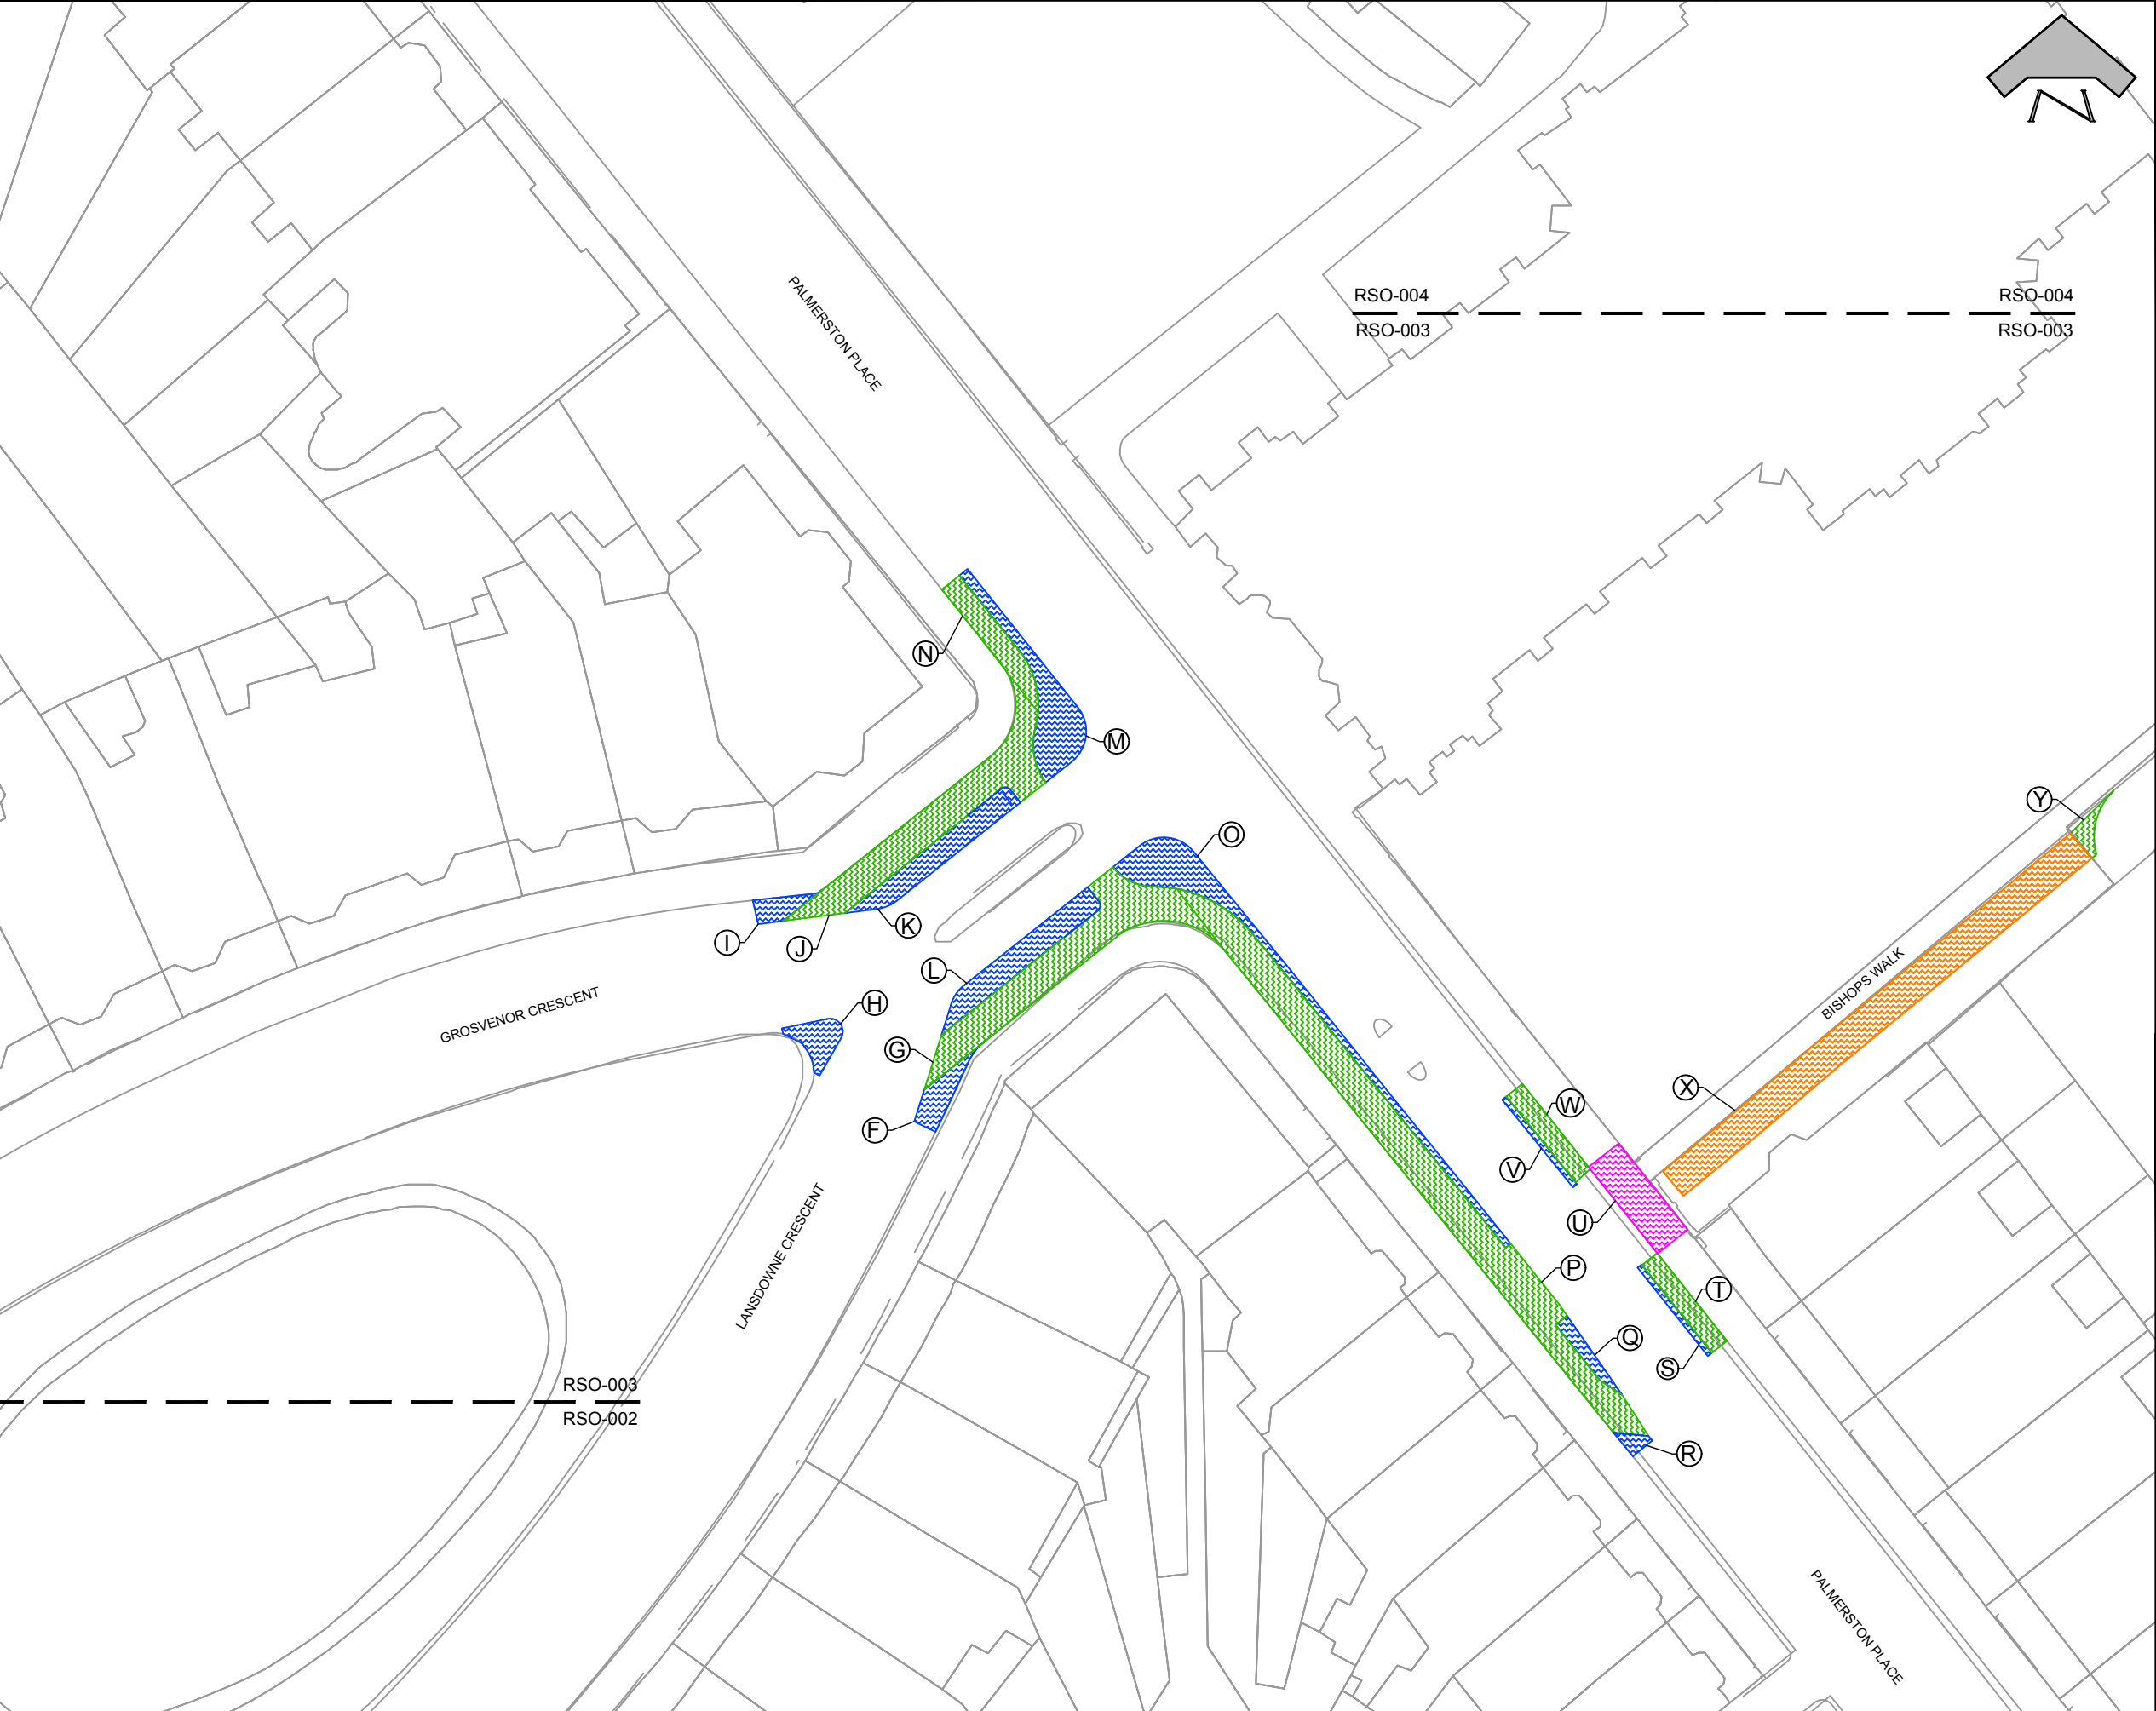 N
PALMERSTON PLACE
RSO-004
RSO-004
RSO-003
RSO-003
N
M
Y
O
K
I
J
L
BISHOPS WALK
H
GROSVENOR CRESCENT
G
X
W
F
V
U
LANSDOWNE CRESCENT
P
T
Q
S
RSO-003
RSO-002
R
PALMERSTON PLACE